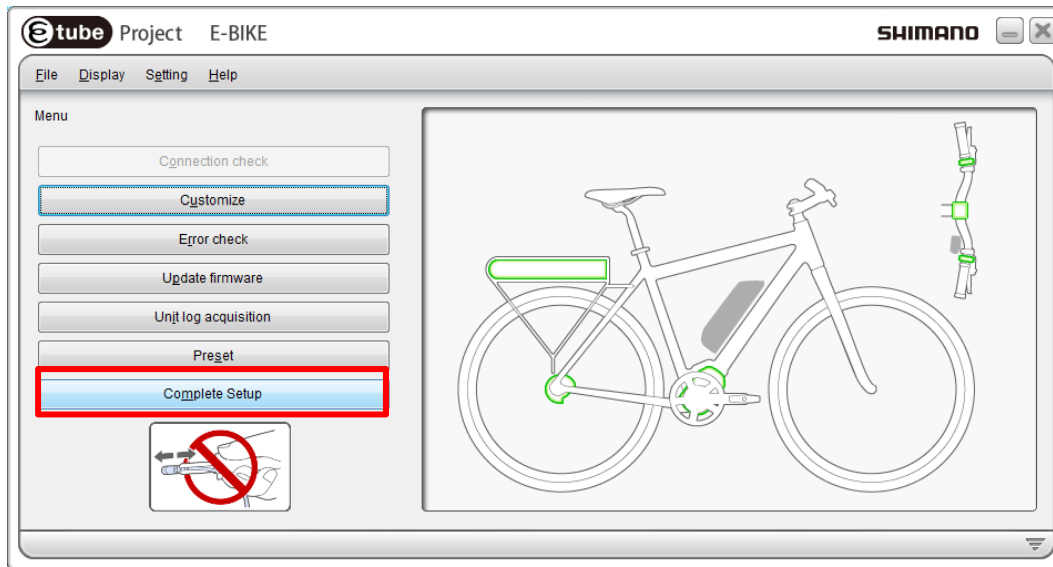 etube Project E-BIKE SHIMANO
File Display Setting Help
Menu
Connection check
Customize
Error check
Update firmware
Unit log acquisition
Preset
Complete Setup